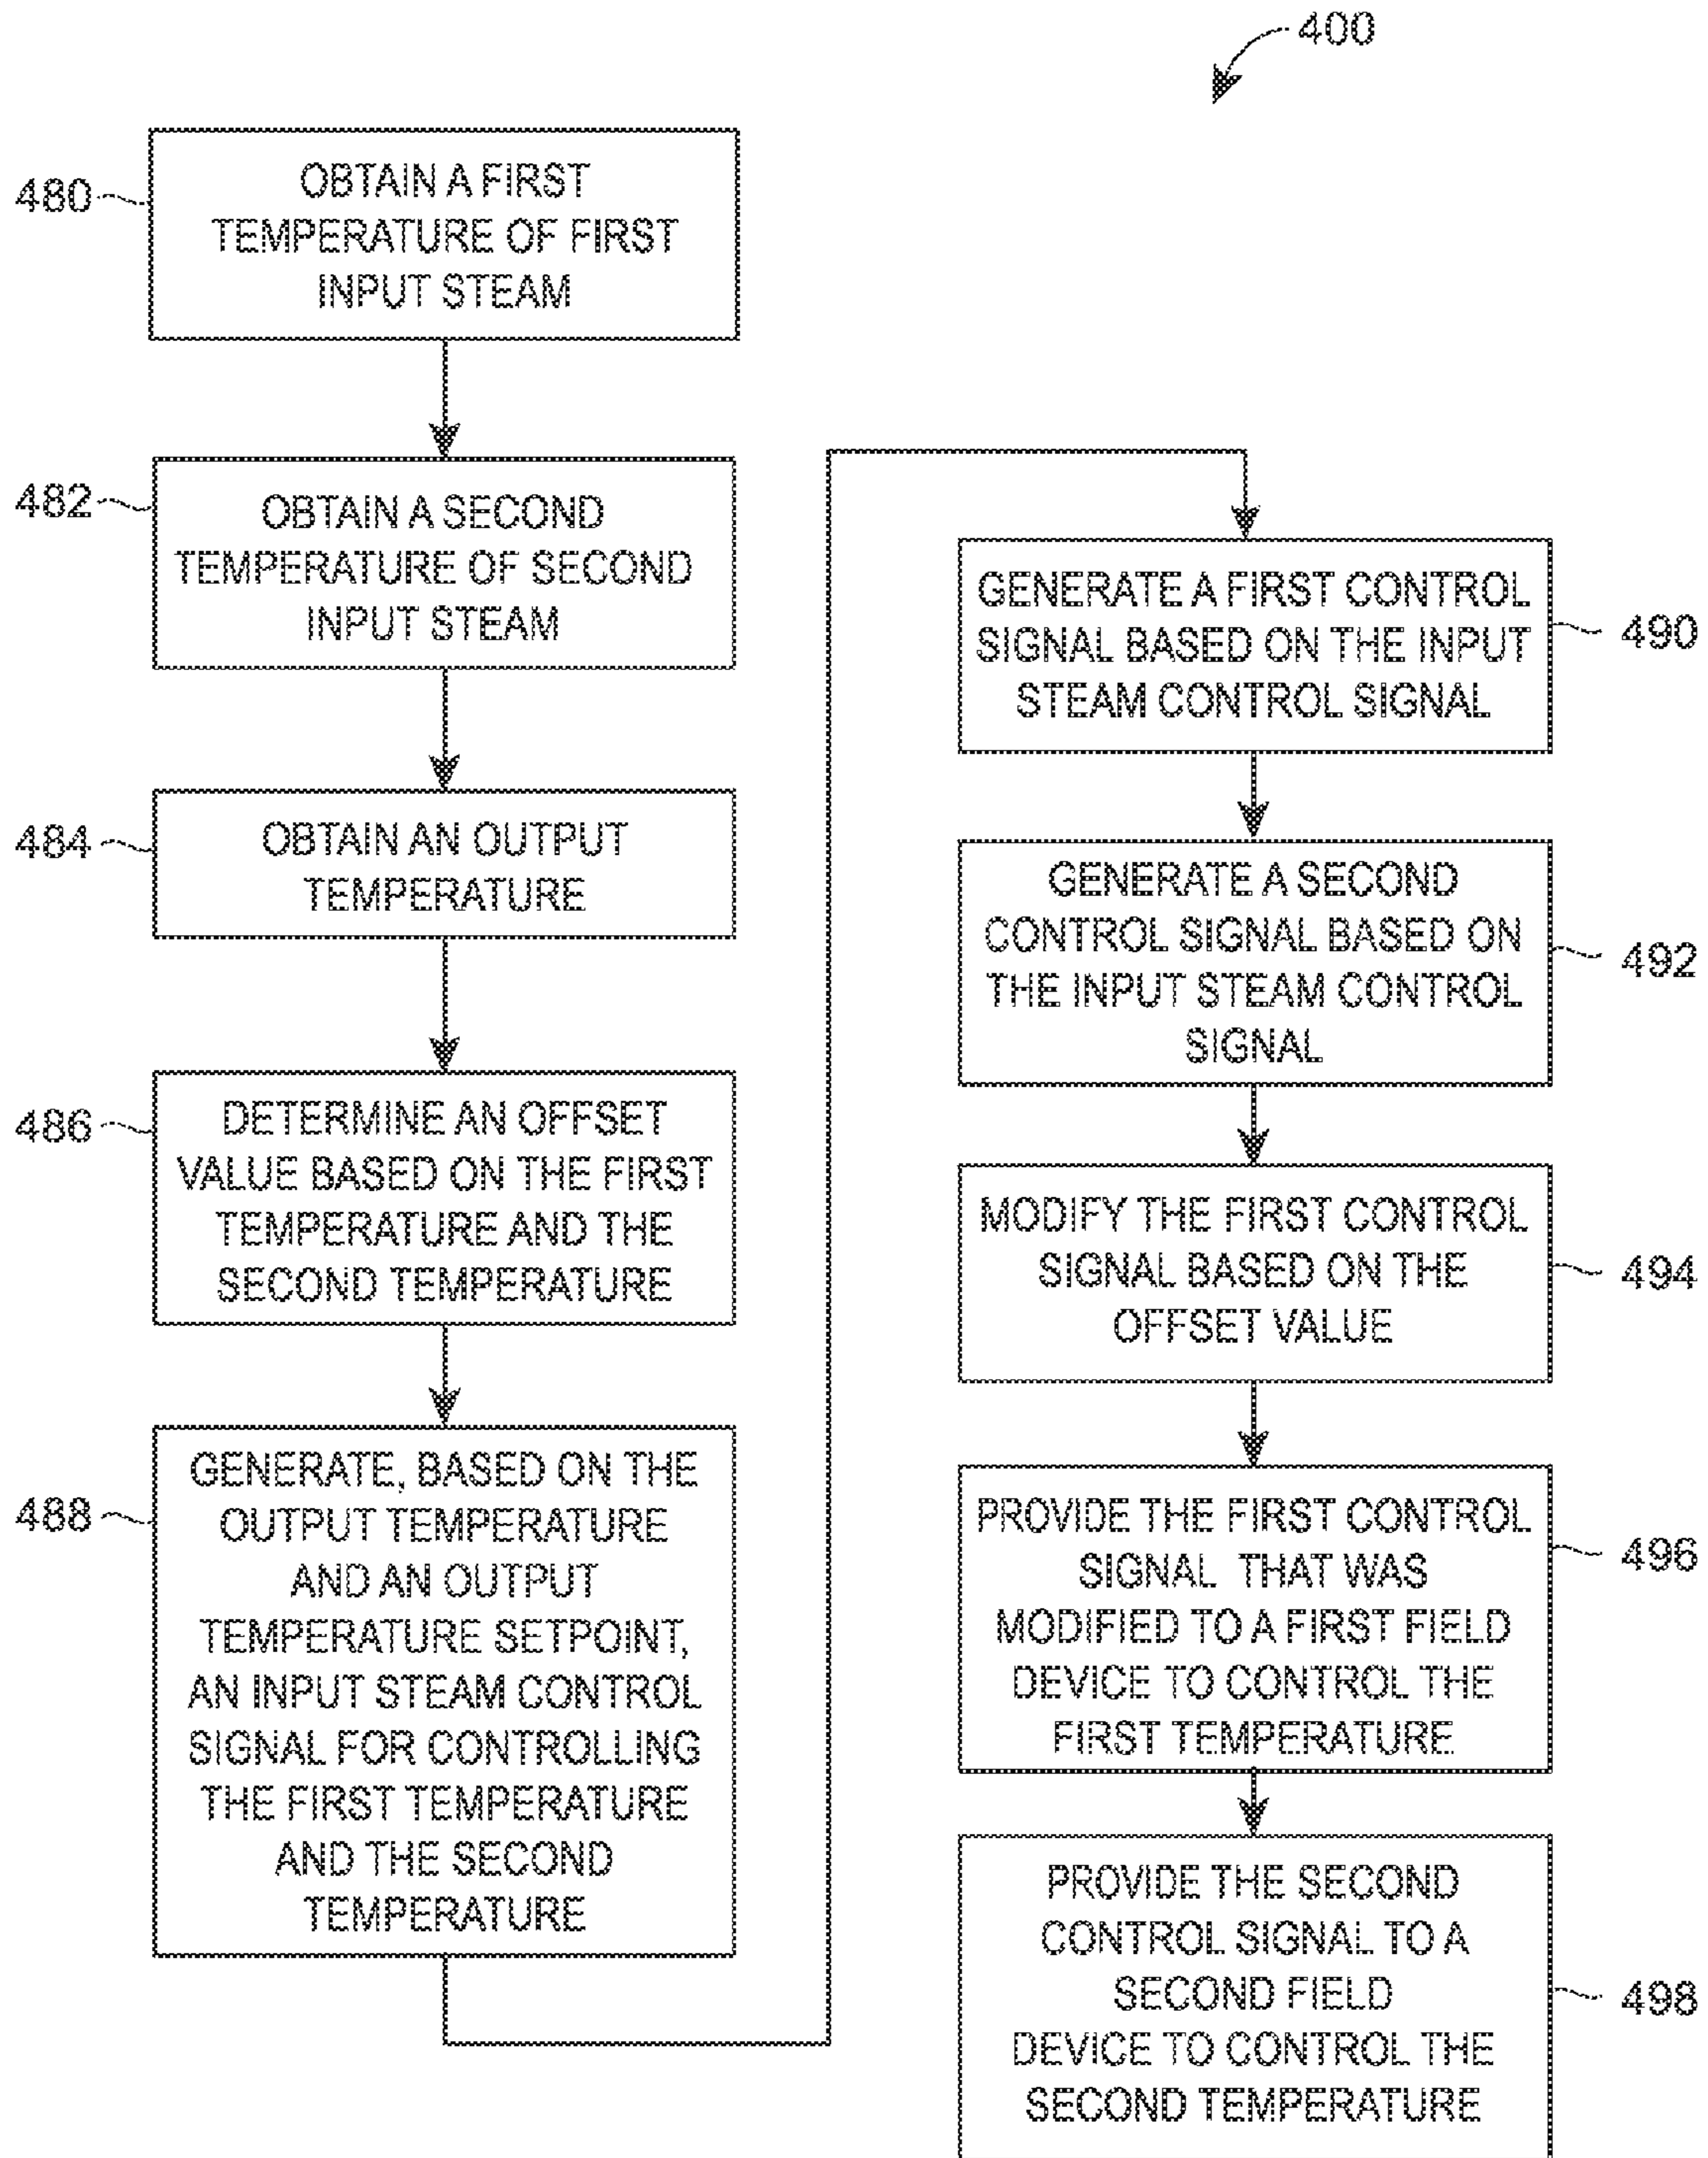 400
480
OBTAIN A FIRST
TEMPERATURE OF FIRST
INPUT STEAM
482
OBTAIN A SECOND
TEMPERATURE OF SECOND
INPUT STEAM
484
OBTAIN AN OUTPUT
TEMPERATURE
486
DETERMINE AN OFFSET
VALUE BASED ON THE FIRST
TEMPERATURE AND THE
SECOND TEMPERATURE
488
GENERATE, BASED ON THE
OUTPUT TEMPERATURE
AND AN OUTPUT
TEMPERATURE SETPOINT,
AN INPUT STEAM CONTROL
SIGNAL FOR CONTROLLING
THE FIRST TEMPERATURE
AND THE SECOND
TEMPERATURE
GENERATE A FIRST CONTROL
SIGNAL BASED ON THE INPUT
STEAM CONTROL SIGNAL
490
GENERATE A SECOND
CONTROL SIGNAL BASED ON
THE INPUT STEAM CONTROL
SIGNAL
492
MODIFY THE FIRST CONTROL
SIGNAL BASED ON THE
OFFSET VALUE
494
PROVIDE THE FIRST CONTROL
SIGNAL THAT WAS
MODIFIED TO A FIRST FIELD
DEVICE TO CONTROL THE
FIRST TEMPERATURE
496
PROVIDE THE SECOND
CONTROL SIGNAL TO A
SECOND FIELD
DEVICE TO CONTROL THE
SECOND TEMPERATURE
498